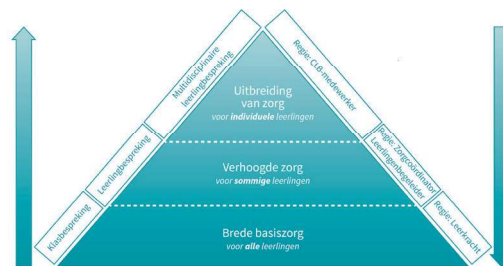 Multidisciplinaire
leerlingbespreking
Regie: CLB-medewerker
Uitbreiding
van zorg
voor individuele leerlingen
Leerlingbespreking
Regie: Zorgcoördinator
Leerlingenbegeleider
Verhoogde zorg
voor sommige leerlingen
Klasbespreking
Regie: Leerkracht
Brede basiszorg
voor alle leerlingen